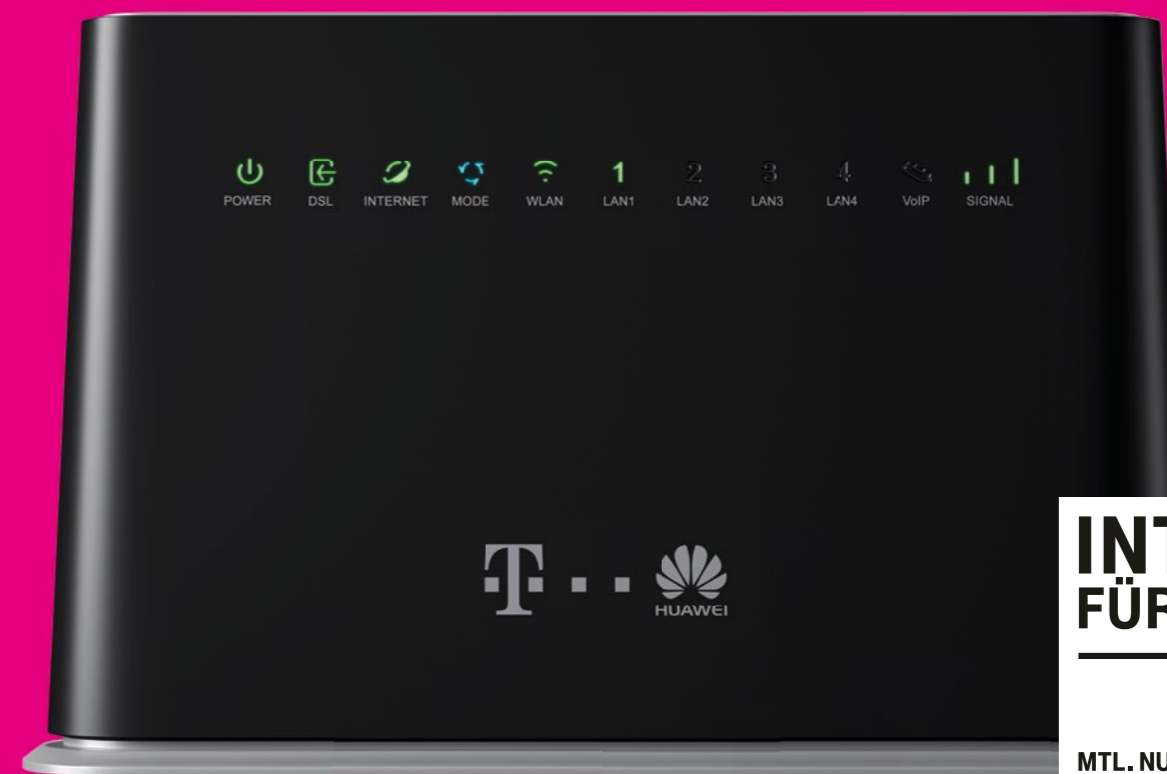 POWER DSL INTERNET MODE WLAN LAN1 LAN2 LAN3 LAN4 VoIP SIGNAL
1 2 3 4
T
HUAWEI
INT
FÜR
MTL. NU